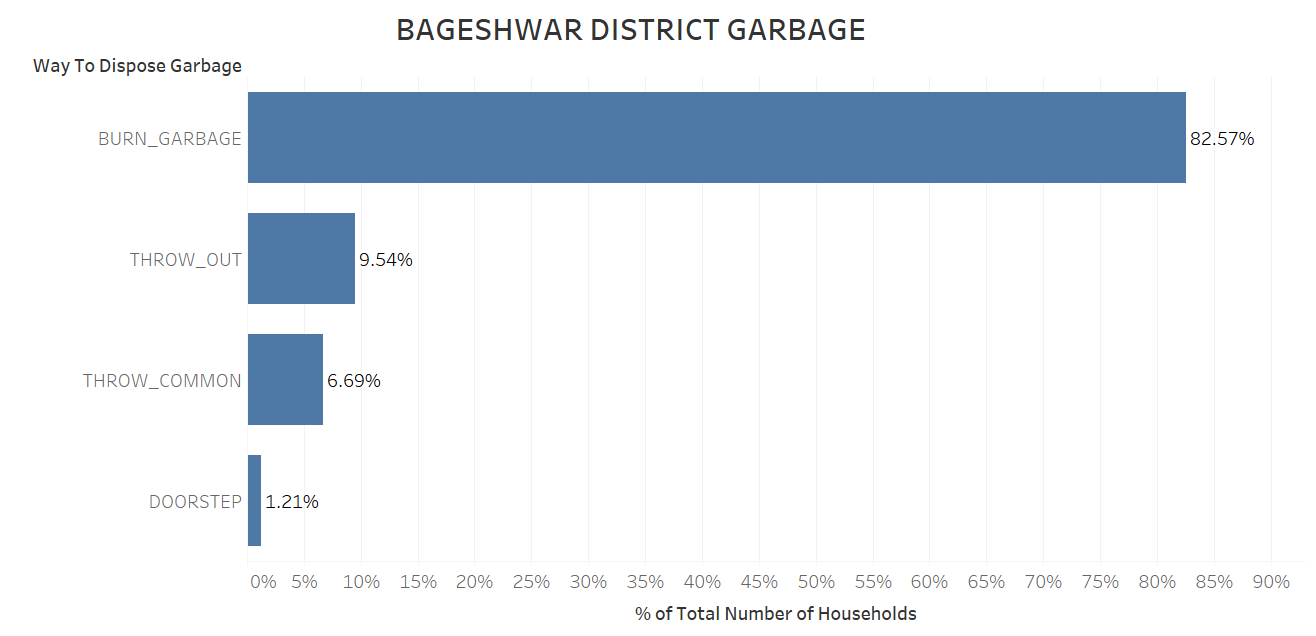 BAGESHWAR DISTRICT GARBAGE
Way To Dispose Garbage
BURN_GARBAGE 82.57%
THROW_OUT 9.54%
THROW_COMMON 6.69%
DOORSTEP 1.21%
0% 5% 10% 15% 20% 25% 30% 35% 40% 45% 50% 55% 60% 65% 70% 75% 80% 85% 90%
% of Total Number of Households